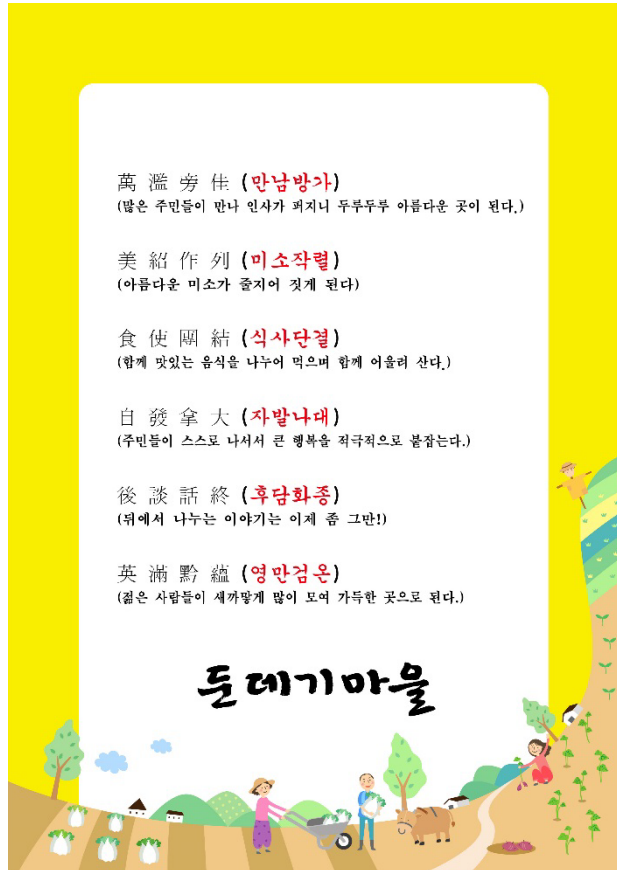 萬 濫 旁 佳 (만남방가)
(많은 주민들이 만나 인사가 퍼지니 두루두루 아름다운 곳이 된다.)
美 紹 作 列 (미소작렬)
(아름다운 미소가 줄지어 짓게 된다)
食 使 團 結 (식사단결)
(함께 맛있는 음식을 나누어 먹으며 함께 어울려 산다.)
自 發 拿 大 (자발나대)
(주민들이 스스로 나서서 큰 행복을 적극적으로 붙잡는다.)
後 談 話 終 (후담화종)
(뒤에서 나누는 이야기는 이제 좀 그만!)
英 滿 黔 蘊 (영만검온)
(젊은 사람들이 새까맣게 많이 모여 가득한 곳으로 된다.)
둔데기마을